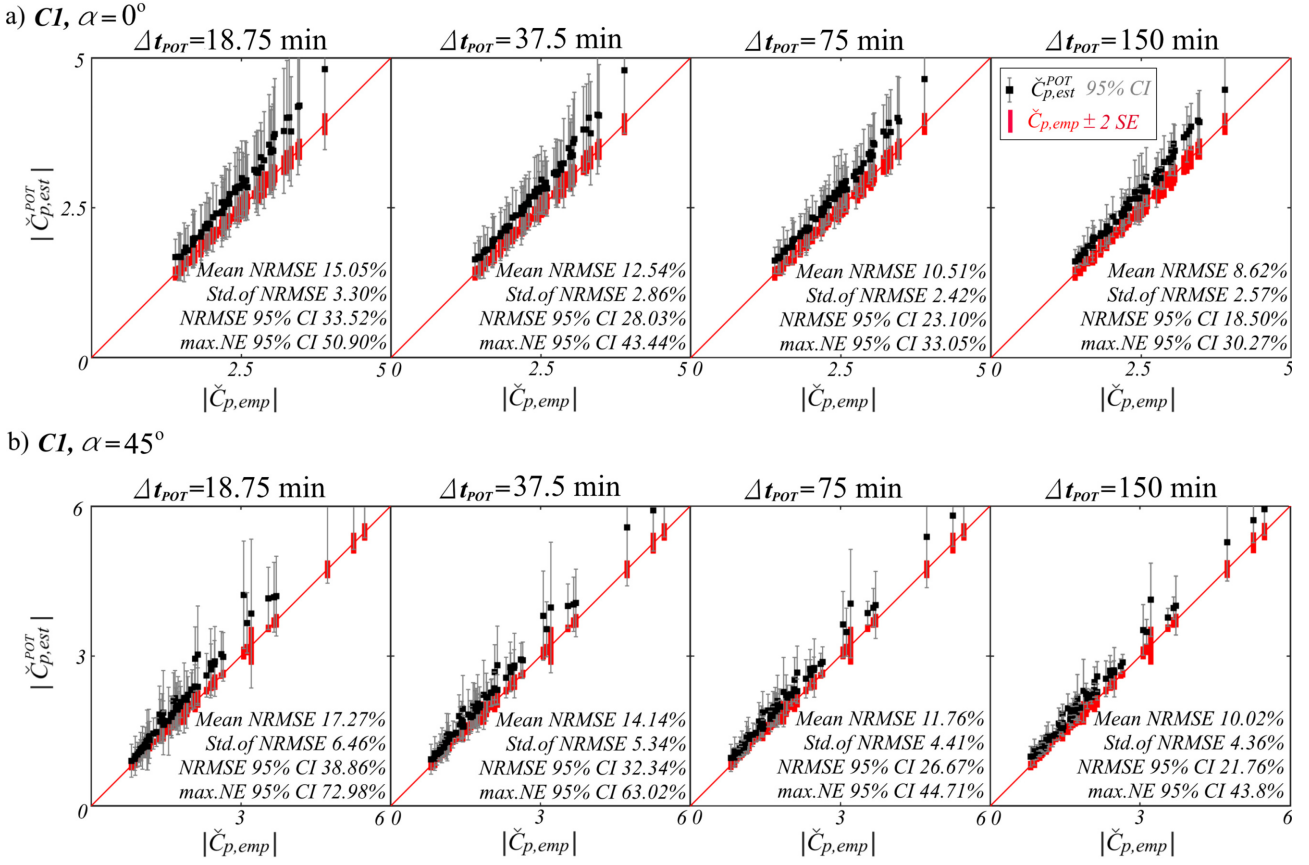 a) C1, α=0°
Δt_POT=18.75 min
Δt_POT=37.5 min
Δt_POT=75 min
Δt_POT=150 min
5
2.5
0
|Č^POT_p,est|
Č^POT_p,est 95% CI
Č_p,emp ± 2 SE
Mean NRMSE 15.05%
Std.of NRMSE 3.30%
NRMSE 95% CI 33.52%
max.NE 95% CI 50.90%
Mean NRMSE 12.54%
Std.of NRMSE 2.86%
NRMSE 95% CI 28.03%
max.NE 95% CI 43.44%
Mean NRMSE 10.51%
Std.of NRMSE 2.42%
NRMSE 95% CI 23.10%
max.NE 95% CI 33.05%
Mean NRMSE 8.62%
Std.of NRMSE 2.57%
NRMSE 95% CI 18.50%
max.NE 95% CI 30.27%
2.5 5 0 2.5 5 0 2.5 5 0 2.5 5
|Č_p,emp| |Č_p,emp| |Č_p,emp| |Č_p,emp|
b) C1, α=45°
Δt_POT=18.75 min
Δt_POT=37.5 min
Δt_POT=75 min
Δt_POT=150 min
6
3
0
|Č^POT_p,est|
Mean NRMSE 17.27%
Std.of NRMSE 6.46%
NRMSE 95% CI 38.86%
max.NE 95% CI 72.98%
Mean NRMSE 14.14%
Std.of NRMSE 5.34%
NRMSE 95% CI 32.34%
max.NE 95% CI 63.02%
Mean NRMSE 11.76%
Std.of NRMSE 4.41%
NRMSE 95% CI 26.67%
max.NE 95% CI 44.71%
Mean NRMSE 10.02%
Std.of NRMSE 4.36%
NRMSE 95% CI 21.76%
max.NE 95% CI 43.8%
3 6 0 3 6 0 3 6 0 3 6
|Č_p,emp| |Č_p,emp| |Č_p,emp| |Č_p,emp|